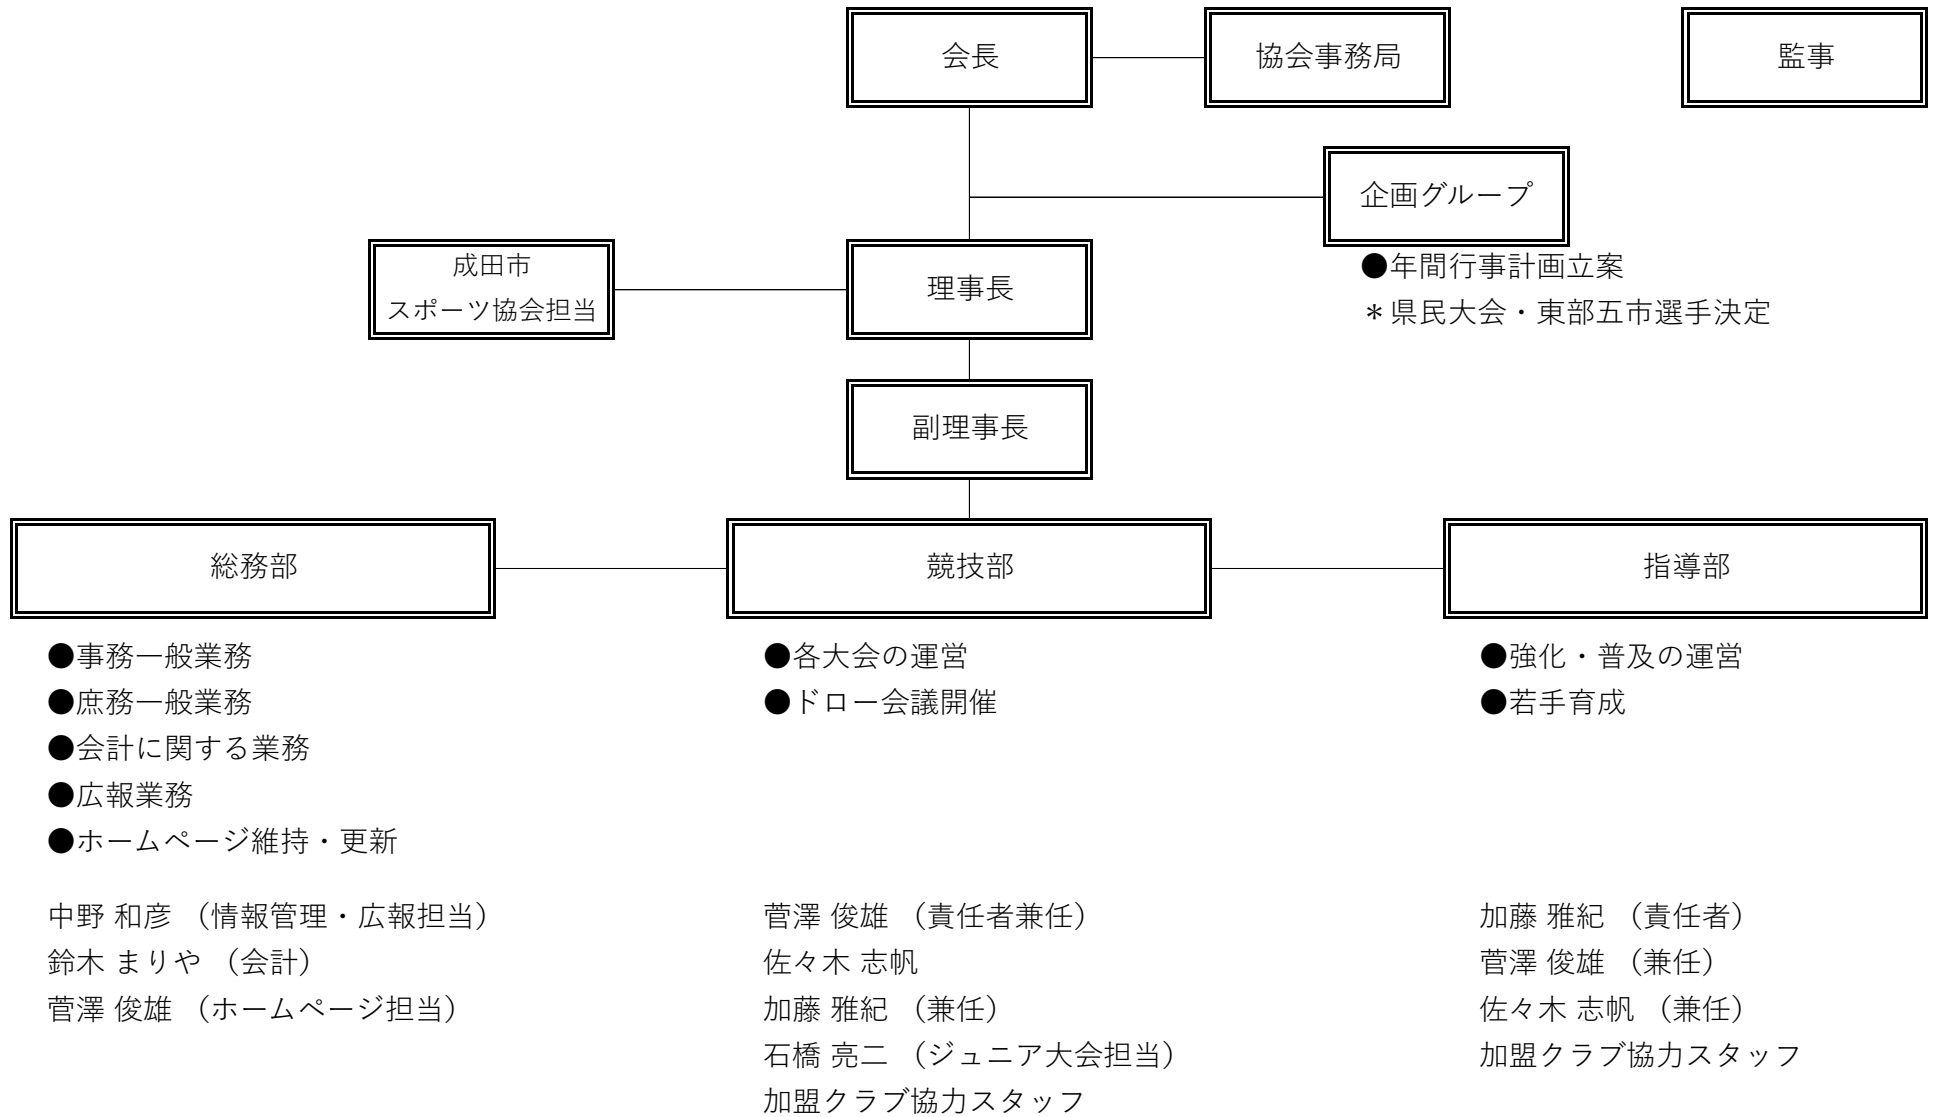 会長
協会事務局
監事
企画グループ
●年間行事計画立案
＊県民大会・東部五市選手決定
成田市
スポーツ協会担当
理事長
副理事長
総務部
競技部
指導部
●事務一般業務
●庶務一般業務
●会計に関する業務
●広報業務
●ホームページ維持・更新
中野 和彦 （情報管理・広報担当）
鈴木 まりや （会計）
菅澤 俊雄 （ホームページ担当）
●各大会の運営
●ドロー会議開催
菅澤 俊雄 （責任者兼任）
佐々木 志帆
加藤 雅紀 （兼任）
石橋 亮二 （ジュニア大会担当）
加盟クラブ協力スタッフ
●強化・普及の運営
●若手育成
加藤 雅紀 （責任者）
菅澤 俊雄 （兼任）
佐々木 志帆 （兼任）
加盟クラブ協力スタッフ